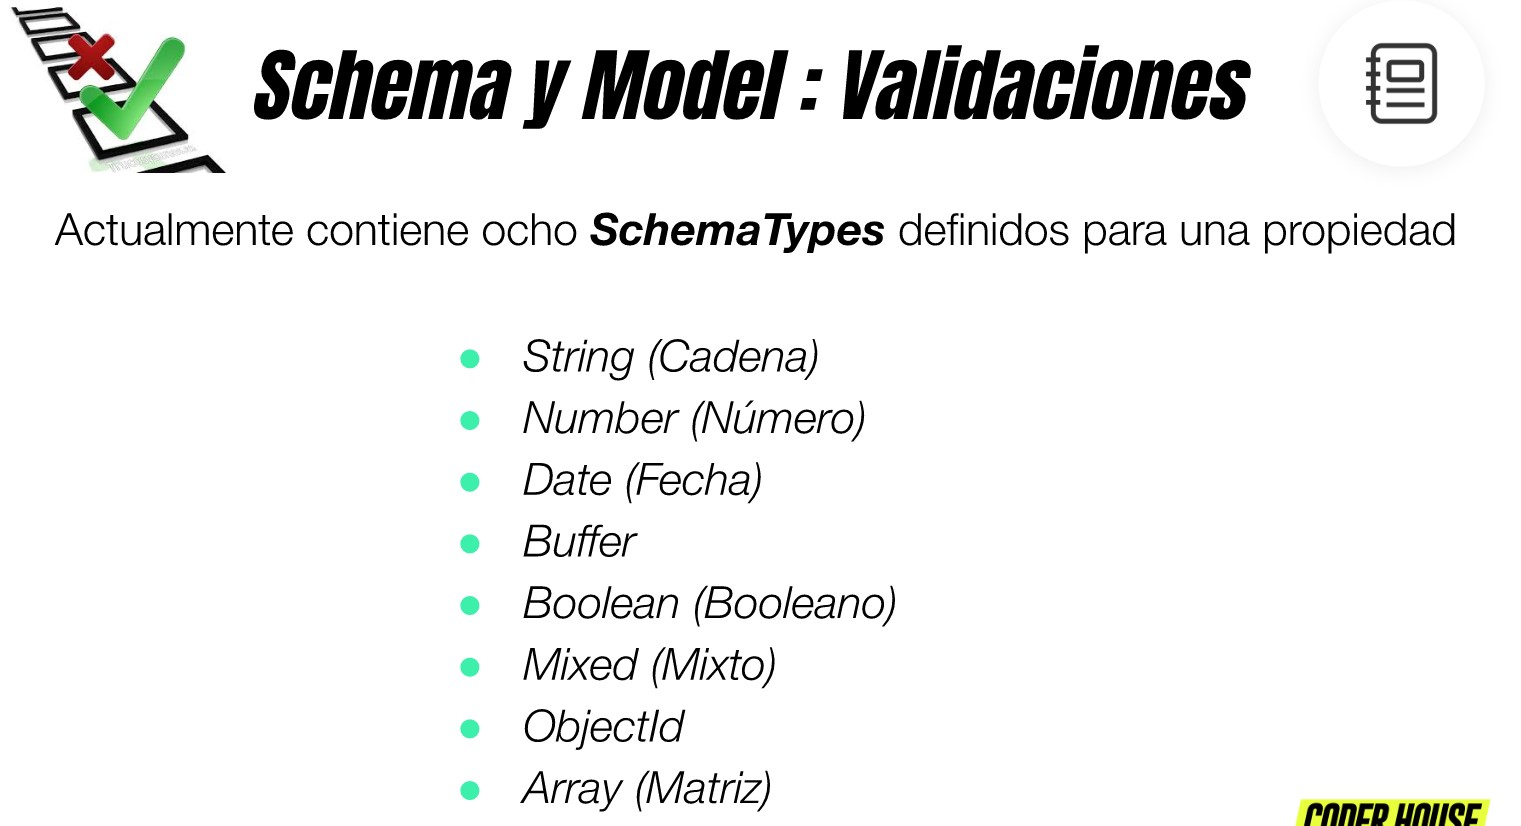 Schema y Model : Validaciones
Actualmente contiene ocho SchemaTypes definidos para una propiedad
● String (Cadena)
● Number (Número)
● Date (Fecha)
● Buffer
● Boolean (Booleano)
● Mixed (Mixto)
● ObjectId
● Array (Matriz)
CODER HOUSE